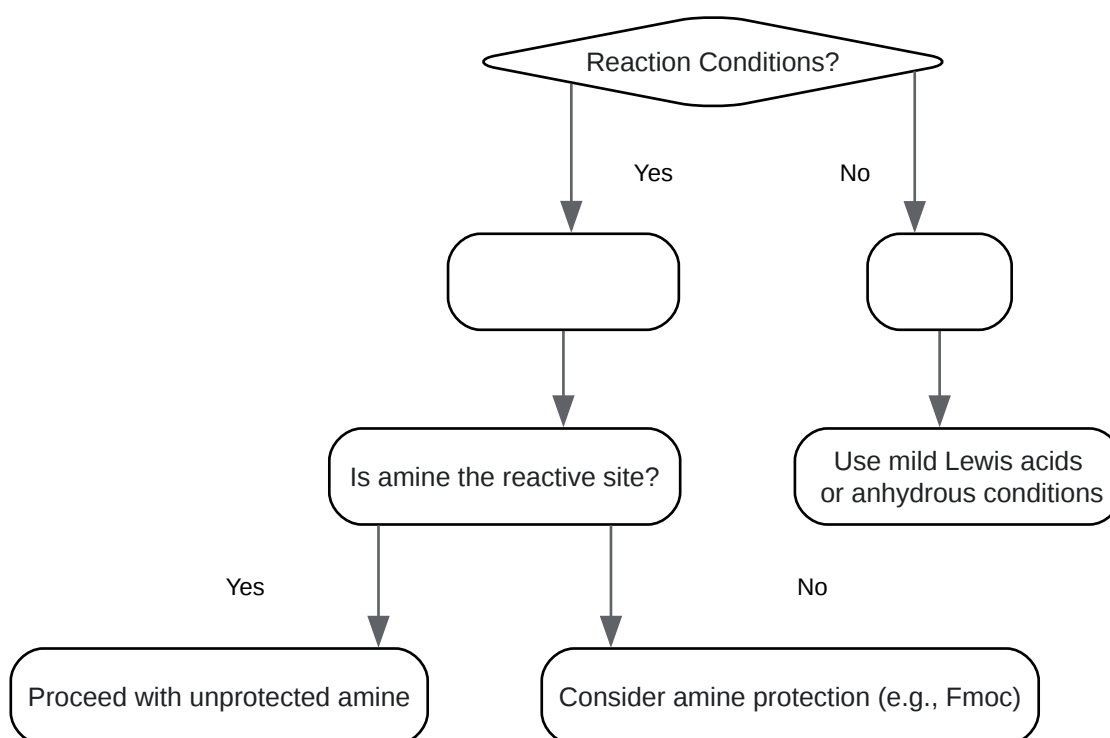 Reaction Conditions?
Yes
No
Is amine the reactive site?
Use mild Lewis acids
or anhydrous conditions
Yes
No
Proceed with unprotected amine
Consider amine protection (e.g., Fmoc)